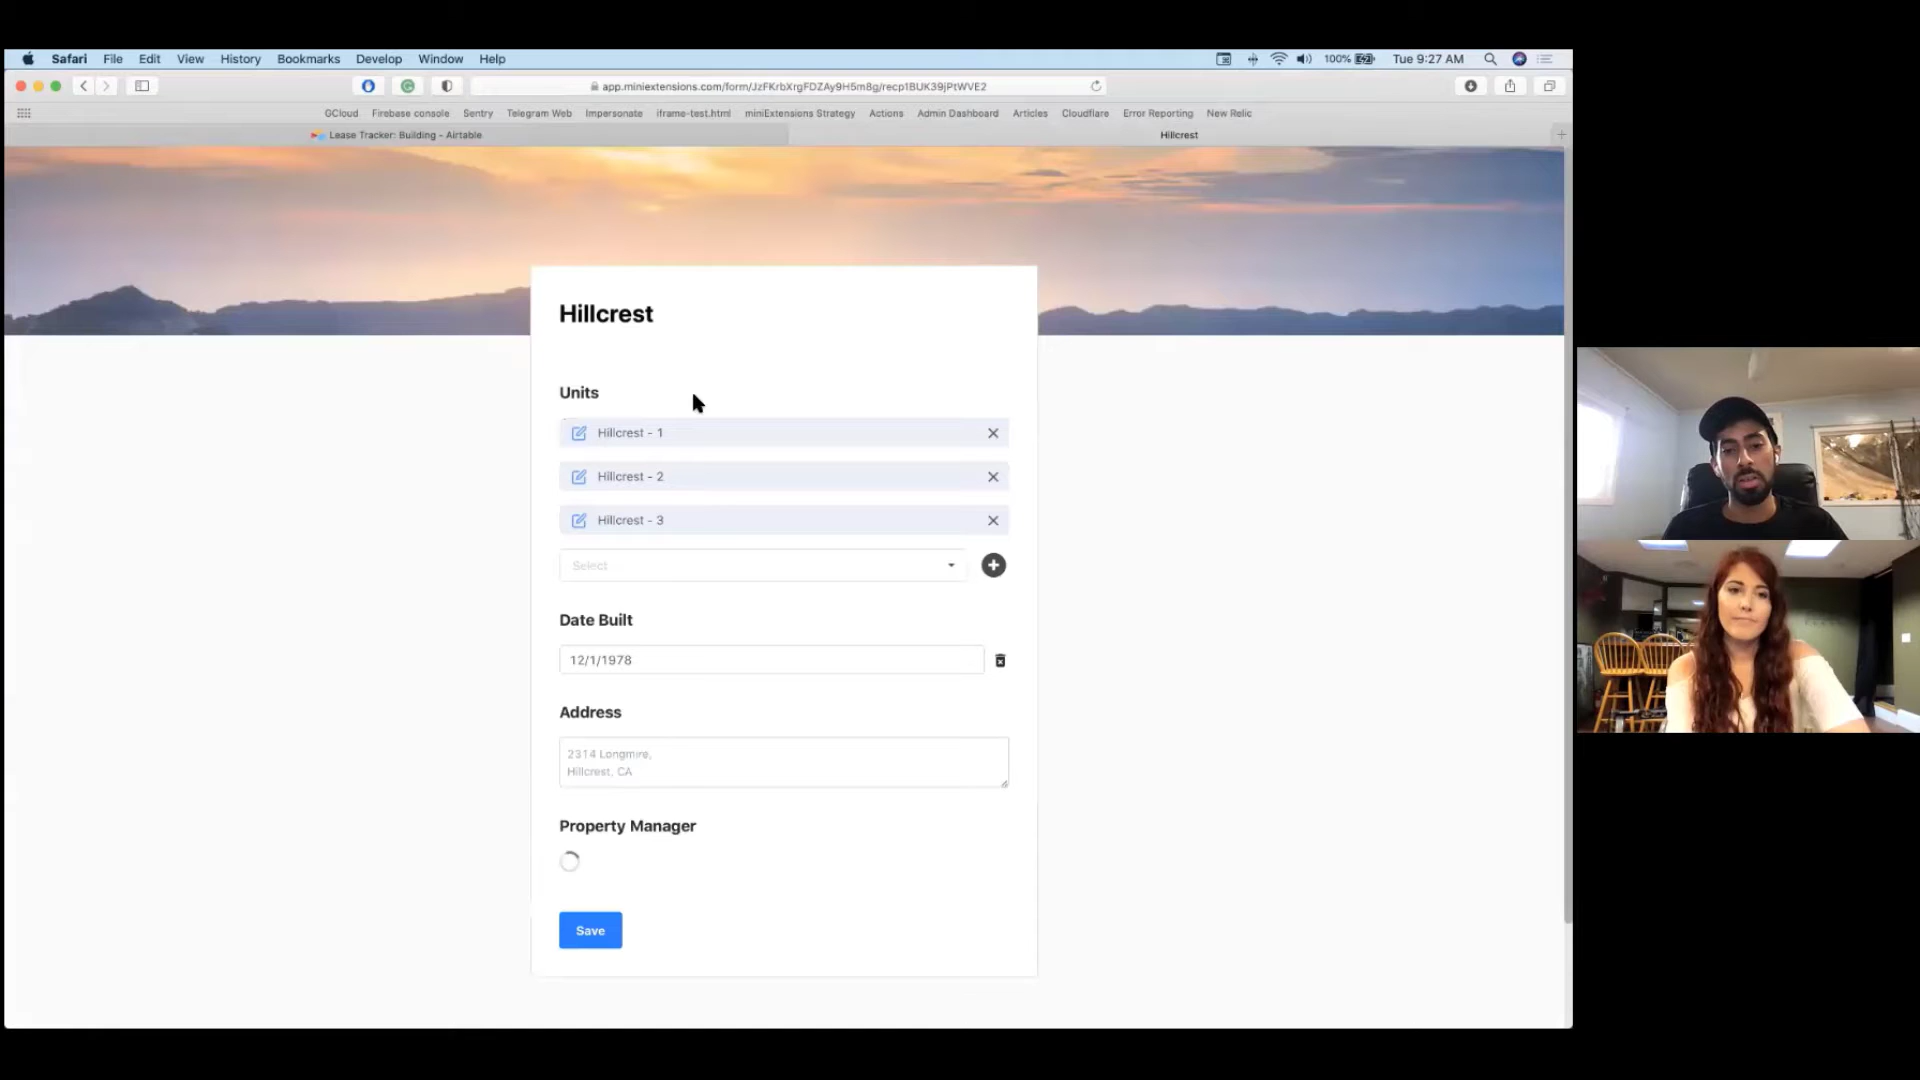 Safari File Edit View History Bookmarks Develop Window Help 100% Tue 9:27 AM
app.miniextensions.com/form/JzFKrbXrgFDZAy9H5m8g/recp1BUK39jPtWVE2
GCloud Firebase console Sentry Telegram Web Impersonate iframe-test.html miniExtensions Strategy Actions Admin Dashboard Articles Cloudflare Error Reporting New Relic
Lease Tracker: Building - Airtable Hillcrest
Hillcrest
Units
Hillcrest - 1
Hillcrest - 2
Hillcrest - 3
Select
Date Built
12/1/1978
Address
2314 Longmire,
Hillcrest, CA
Property Manager
Save